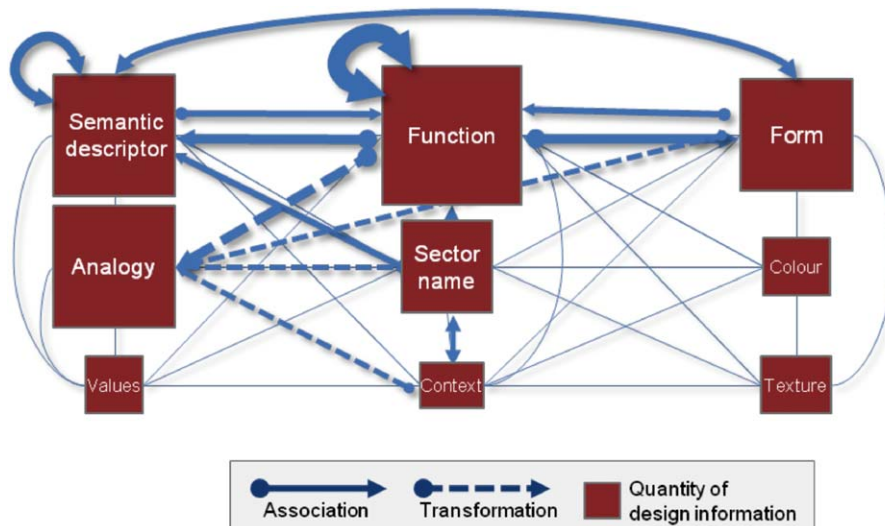 Semantic
descriptor
Function
Form
Analogy
Sector
name
Colour
Values
Context
Texture
Association
Transformation
Quantity of
design information